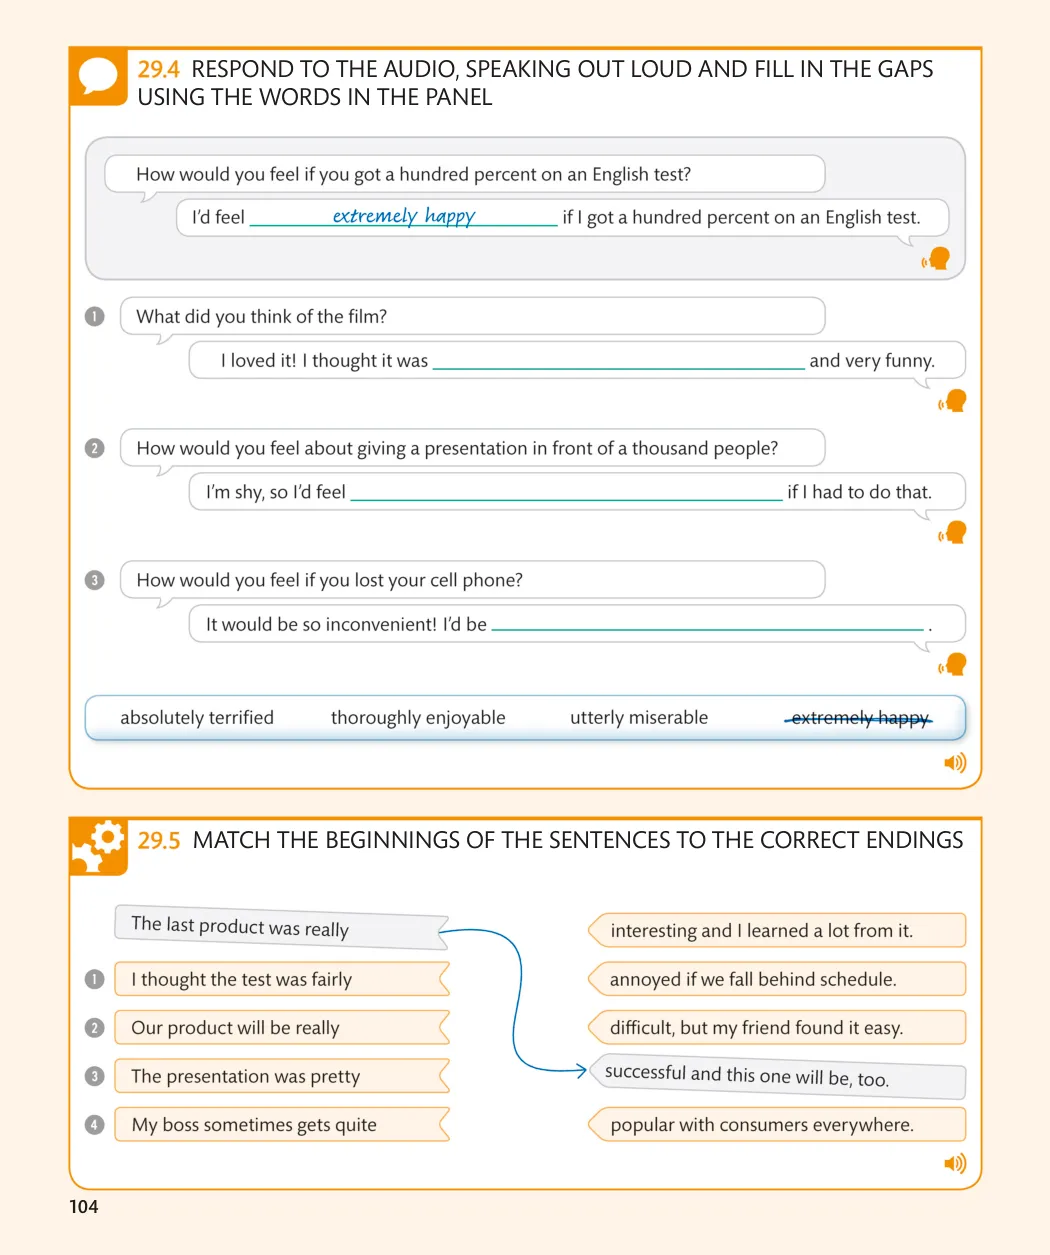 29.4 RESPOND TO THE AUDIO, SPEAKING OUT LOUD AND FILL IN THE GAPS
USING THE WORDS IN THE PANEL
How would you feel if you got a hundred percent on an English test?
I'd feel extremely happy if I got a hundred percent on an English test.
1 What did you think of the film?
I loved it! I thought it was ____ and very funny.
2 How would you feel about giving a presentation in front of a thousand people?
I'm shy, so I'd feel ____ if I had to do that.
3 How would you feel if you lost your cell phone?
It would be so inconvenient! I'd be ____ .
absolutely terrified thoroughly enjoyable utterly miserable extremely happy
29.5 MATCH THE BEGINNINGS OF THE SENTENCES TO THE CORRECT ENDINGS
The last product was really interesting and I learned a lot from it.
1 I thought the test was fairly annoyed if we fall behind schedule.
2 Our product will be really difficult, but my friend found it easy.
3 The presentation was pretty successful and this one will be, too.
4 My boss sometimes gets quite popular with consumers everywhere.
104